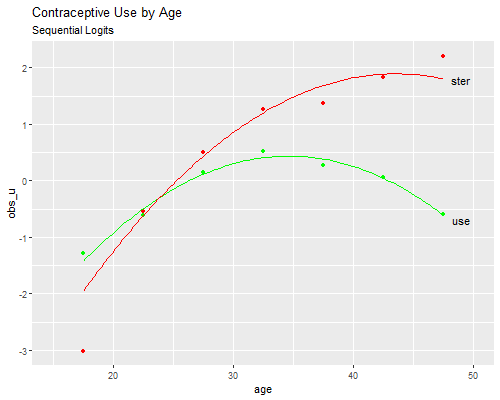 Contraceptive Use by Age
Sequential Logits
2
1
0
-1
-2
-3
obs_u
ster
use
20
30
40
50
age